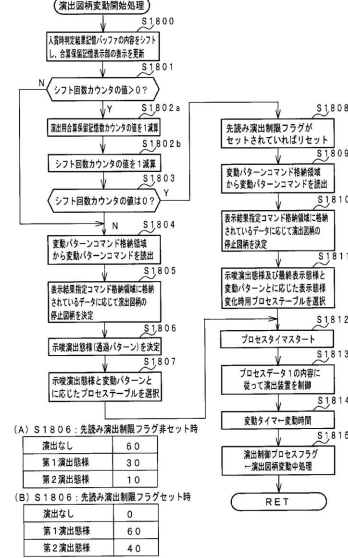 演出図柄変動開始処理
S1800
入賞時判定結果記憶バッファの内容をシフト
し、合算保留記憶表示部の表示を更新
S1801
N
シフト回数カウンタの値>0?
Y
S1802a
演出用合算保留記憶数カウンタの値を1減算
S1802b
シフト回数カウンタの値を1減算
S1803
シフト回数カウンタの値は0?
Y
N
S1804
変動パターンコマンド格納領域
から変動パターンコマンドを読出
S1805
表示結果指定コマンド格納領域に格納
されているデータに応じて演出図柄の
停止図柄を決定
S1806
示唆演出態様(通過パターン)を決定
S1807
示唆演出態様と変動パターンと
に応じたプロセステーブルを選択
S1808
先読み演出制限フラグが
セットされていればリセット
S1809
変動パターンコマンド格納領域
から変動パターンコマンドを読出
S1810
表示結果指定コマンド格納領域に格納
されているデータに応じて演出図柄の
停止図柄を決定
S1811
示唆演出態様及び最終表示態様と
変動パターンとに応じた表示態様
変化時用プロセステーブルを選択
S1812
プロセスタイマスタート
S1813
プロセスデータ1の内容に
従って演出装置を制御
S1814
変動タイマ←変動時間
S1815
演出制御プロセスフラグ
←演出図柄変動中処理
RET
(A) S1806:先読み演出制限フラグ非セット時
演出なし 60
第1演出態様 30
第2演出態様 10
(B) S1806:先読み演出制限フラグセット時
演出なし 0
第1演出態様 60
第2演出態様 40